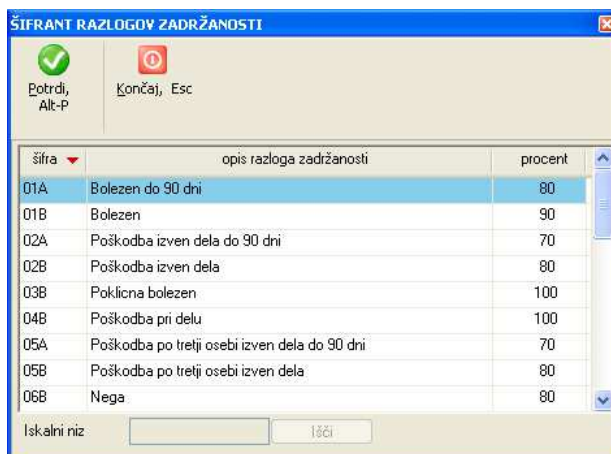 ŠIFRANT RAZLOGOV ZADRŽANOSTI
Potrdi, Končaj, Esc
Alt-P
šifra opis razloga zadržanosti procent
01A Bolezen do 90 dni 80
01B Bolezen 90
02A Poškodba izven dela do 90 dni 70
02B Poškodba izven dela 80
03B Poklicna bolezen 100
04B Poškodba pri delu 100
05A Poškodba po tretji osebi izven dela do 90 dni 70
05B Poškodba po tretji osebi izven dela 80
06B Nega 80
Iskalni niz Išči